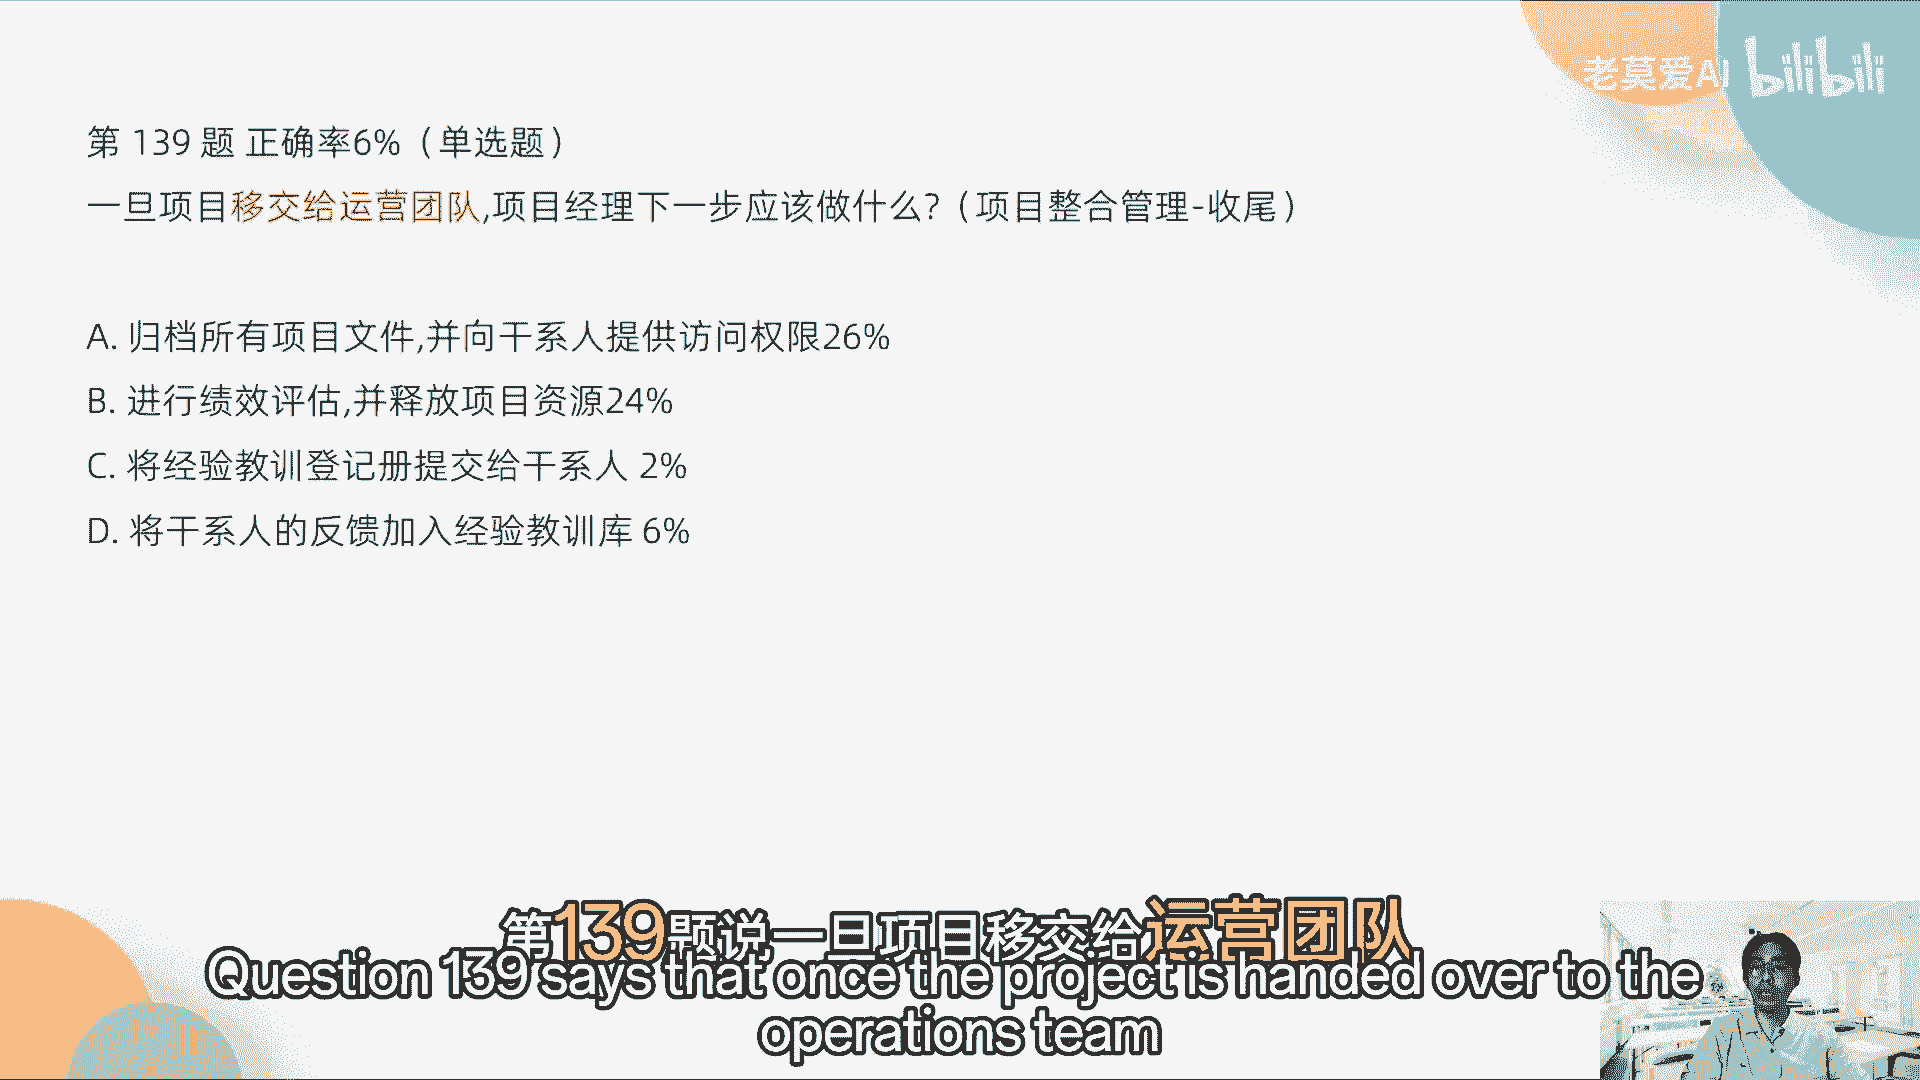 老莫爱AI bilibili
第 139 题 正确率6%（单选题）
一旦项目移交给运营团队,项目经理下一步应该做什么?（项目整合管理-收尾）
A. 归档所有项目文件,并向干系人提供访问权限26%
B. 进行绩效评估,并释放项目资源24%
C. 将经验教训登记册提交给干系人 2%
D. 将干系人的反馈加入经验教训库 6%
第139题说一旦项目移交给运营团队
Question 139 says that once the project is handed over to the
operations team